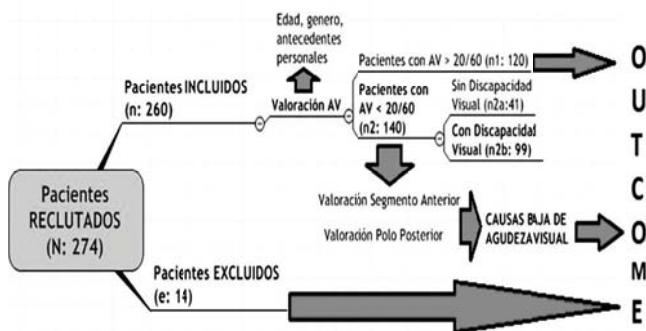 Edad, genero,
antecedentes
personales
Pacientes INCLUIDOS
(n: 260)
Valoración AV
Pacientes con AV > 20/60 (n1: 120)
Pacientes con
AV < 20/60
(n2: 140)
Sin Discapacidad
Visual (n2a:41)
Con Discapacidad
Visual (n2b: 99)
Pacientes
RECLUTADOS
(N: 274)
Valoración Segmento Anterior
Valoración Polo Posterior
CAUSAS BAJA DE
AGUDEZAVISUAL
Pacientes EXCLUIDOS
(e: 14)
O
U
T
C
O
M
E